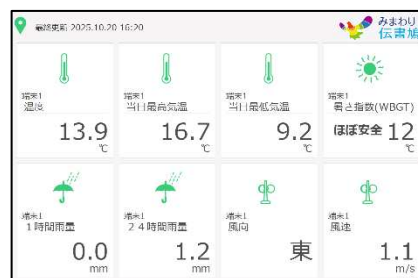 最終更新 2025.10.20 16:20
みまわり
伝書鳩
端末1
温度
13.9
℃
端末1
当日最高気温
16.7
℃
端末1
当日最低気温
9.2
℃
端末1
暑さ指数(WBGT)
ほぼ安全 12
℃
端末1
1時間雨量
0.0
mm
端末1
24時間雨量
1.2
mm
端末1
風向
東
端末1
風速
1.1
m/s